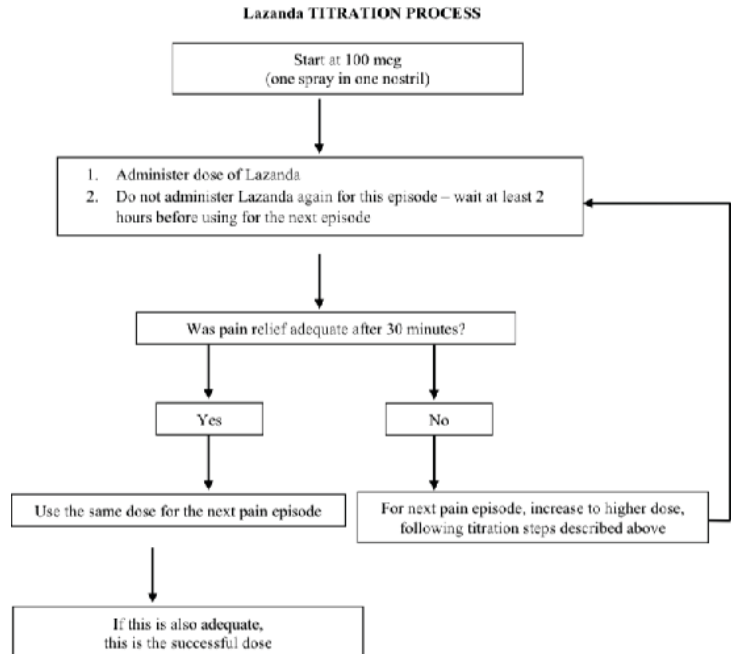 Lazanda TITRATION PROCESS
Start at 100 mcg
(one spray in one nostril)
1. Administer dose of Lazanda
2. Do not administer Lazanda again for this episode – wait at least 2
hours before using for the next episode
Was pain relief adequate after 30 minutes?
Yes
No
Use the same dose for the next pain episode
For next pain episode, increase to higher dose,
following titration steps described above
If this is also adequate,
this is the successful dose